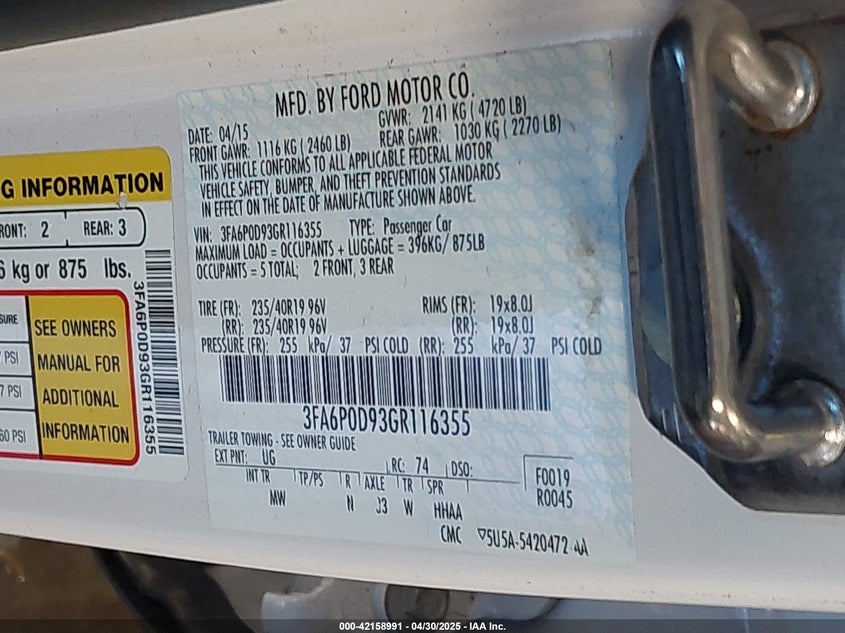 MFD. BY FORD MOTOR CO.
DATE: 04/15 GVWR: 2141 KG ( 4720 LB)
FRONT GAWR: 1116 KG ( 2460 LB) REAR GAWR: 1030 KG ( 2270 LB)
THIS VEHICLE CONFORMS TO ALL APPLICABLE FEDERAL MOTOR
VEHICLE SAFETY, BUMPER, AND THEFT PREVENTION STANDARDS
IN EFFECT ON THE DATE OF MANUFACTURE SHOWN ABOVE.
VIN: 3FA6P0D93GR116355 TYPE: Passenger Car
MAXIMUM LOAD = OCCUPANTS + LUGGAGE = 396KG/ 875LB
OCCUPANTS = 5 TOTAL; 2 FRONT, 3 REAR
TIRE (FR): 235/40R19 96V RIMS (FR): 19x8.0J
(RR): 235/40R19 96V (RR): 19x8.0J
PRESSURE (FR): 255 kPa/ 37 PSI COLD (RR): 255 kPa/ 37 PSI COLD
3FA6P0D93GR116355
TRAILER TOWING - SEE OWNER GUIDE
EXT PNT: UG RC: 74 DSO:
INT TR TP/PS R AXLE TR SPR
MW N J3 W HHAA
F0019
R0045
CMC 5U5A-5420472 AA
G INFORMATION
RONT: 2 REAR: 3
6 kg or 875 lbs.
SURE
PSI
7 PSI
60 PSI
SEE OWNERS
MANUAL FOR
ADDITIONAL
INFORMATION
3FA6P0D93GR116355
000-42158991 - 04/30/2025 - IAA Inc.